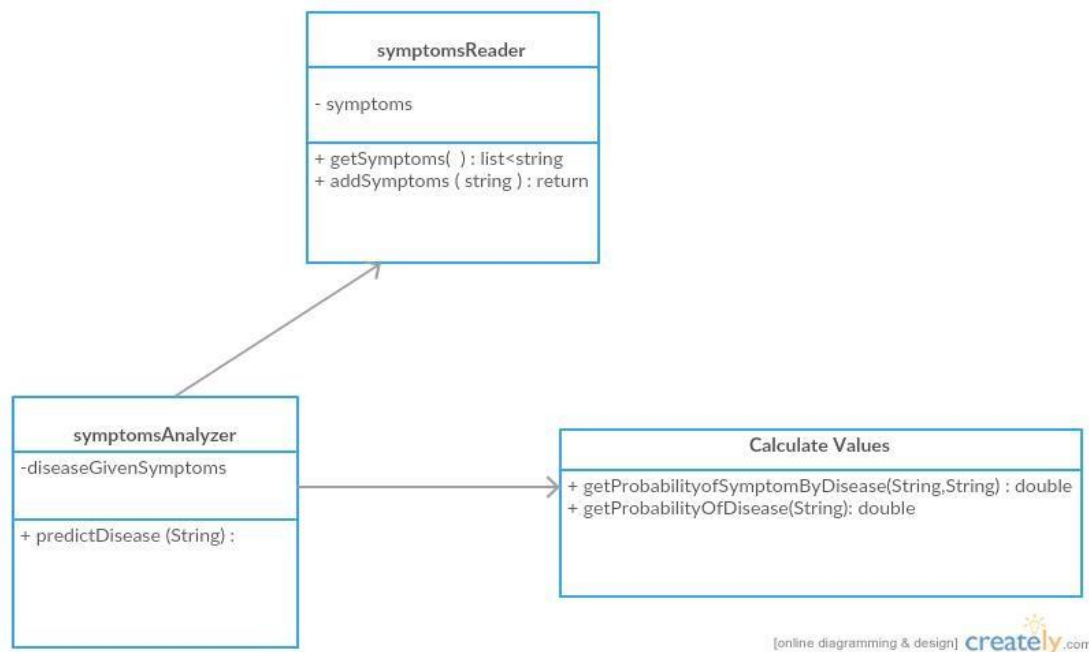 symptomsReader
- symptoms
+ getSymptoms( ) : list<string
+ addSymptoms ( string ) : return
symptomsAnalyzer
-diseaseGivenSymptoms
+ predictDisease (String) :
Calculate Values
+ getProbabilityofSymptomByDisease(String,String) : double
+ getProbabilityOfDisease(String): double
[online diagramming & design] creately.com